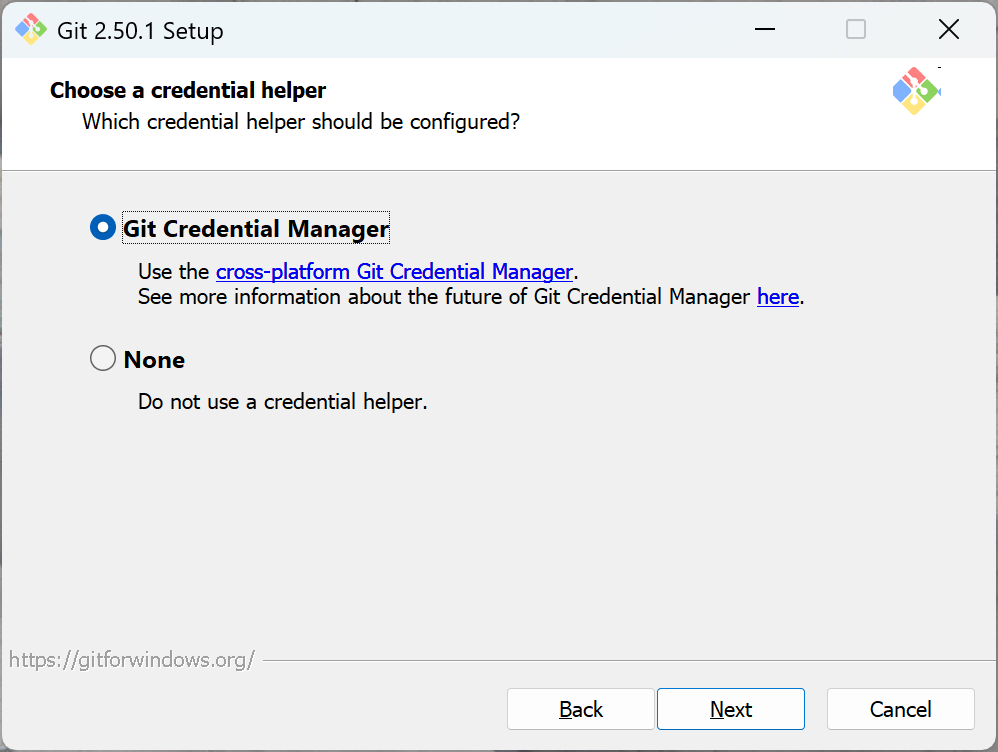 Git 2.50.1 Setup
Choose a credential helper
Which credential helper should be configured?
Git Credential Manager
Use the cross-platform Git Credential Manager.
See more information about the future of Git Credential Manager here.
None
Do not use a credential helper.
https://gitforwindows.org/
Back Next Cancel